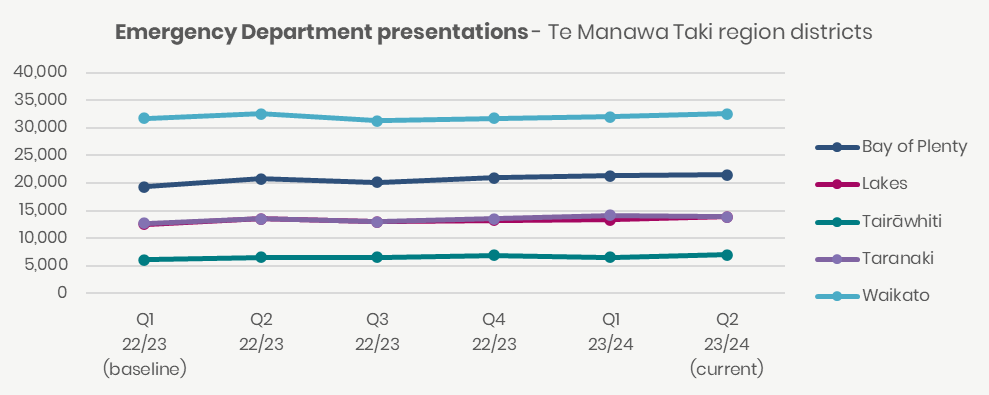 Emergency Department presentations - Te Manawa Taki region districts
40,000
35,000
30,000
25,000
20,000
15,000
10,000
5,000
0
Q1
22/23
(baseline)
Q2
22/23
Q3
22/23
Q4
22/23
Q1
23/24
Q2
23/24
(current)
Bay of Plenty
Lakes
Tairāwhiti
Taranaki
Waikato